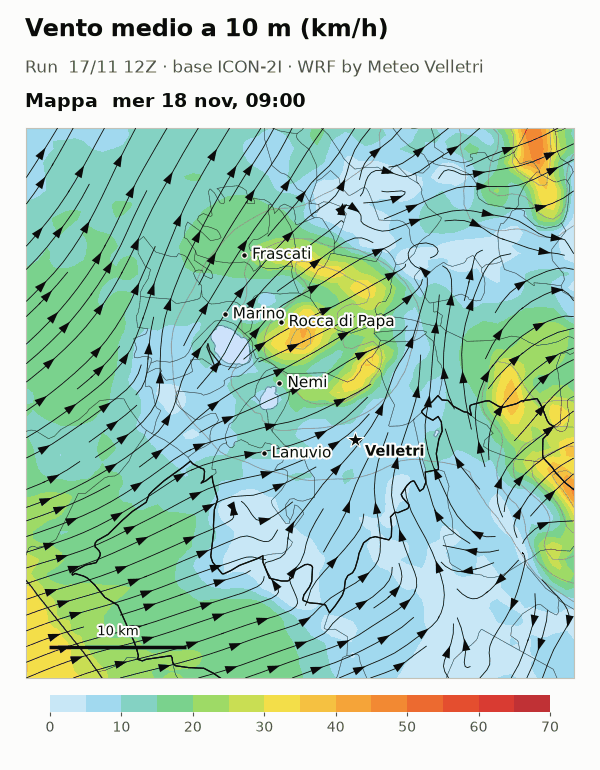 Vento medio a 10 m (km/h)
Run  17/11 12Z · base ICON-2I · WRF by Meteo Velletri
Mappa  mer 18 nov, 09:00
Frascati
Marino
Rocca di Papa
Nemi
Velletri
Lanuvio
10 km
0 10 20 30 40 50 60 70